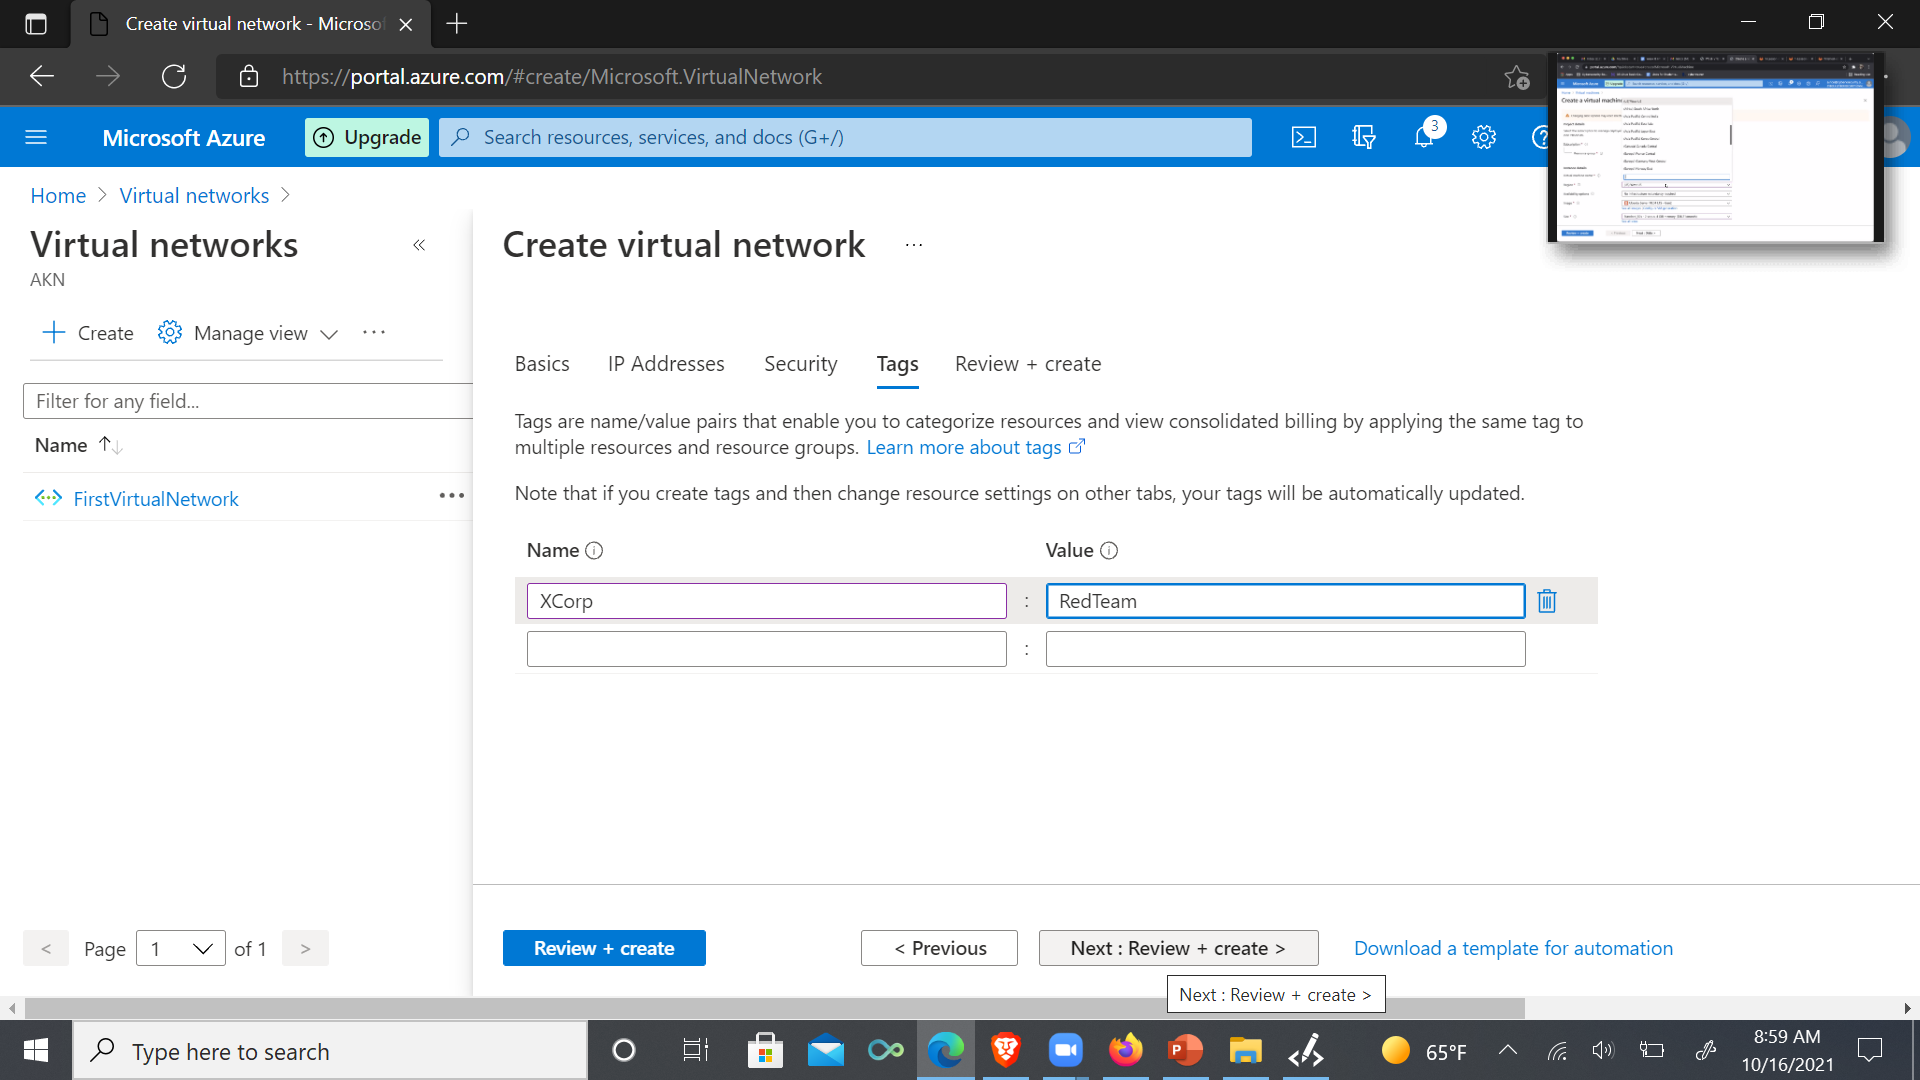 Create virtual network - Microso
https://portal.azure.com/#create/Microsoft.VirtualNetwork
Microsoft Azure
Upgrade
Search resources, services, and docs (G+/)
3
Home > Virtual networks >
Virtual networks
«
AKN
Create virtual network
...
Create
Manage view
...
Basics
IP Addresses
Security
Tags
Review + create
Filter for any field...
Tags are name/value pairs that enable you to categorize resources and view consolidated billing by applying the same tag to
multiple resources and resource groups. Learn more about tags
Name ↑↓
FirstVirtualNetwork
...
Note that if you create tags and then change resource settings on other tabs, your tags will be automatically updated.
Name
Value
XCorp : RedTeam
:
< Page 1 of 1 >
Review + create
< Previous
Next : Review + create >
Download a template for automation
Next : Review + create >
Type here to search
65°F
8:59 AM
10/16/2021
Create a virtual machine